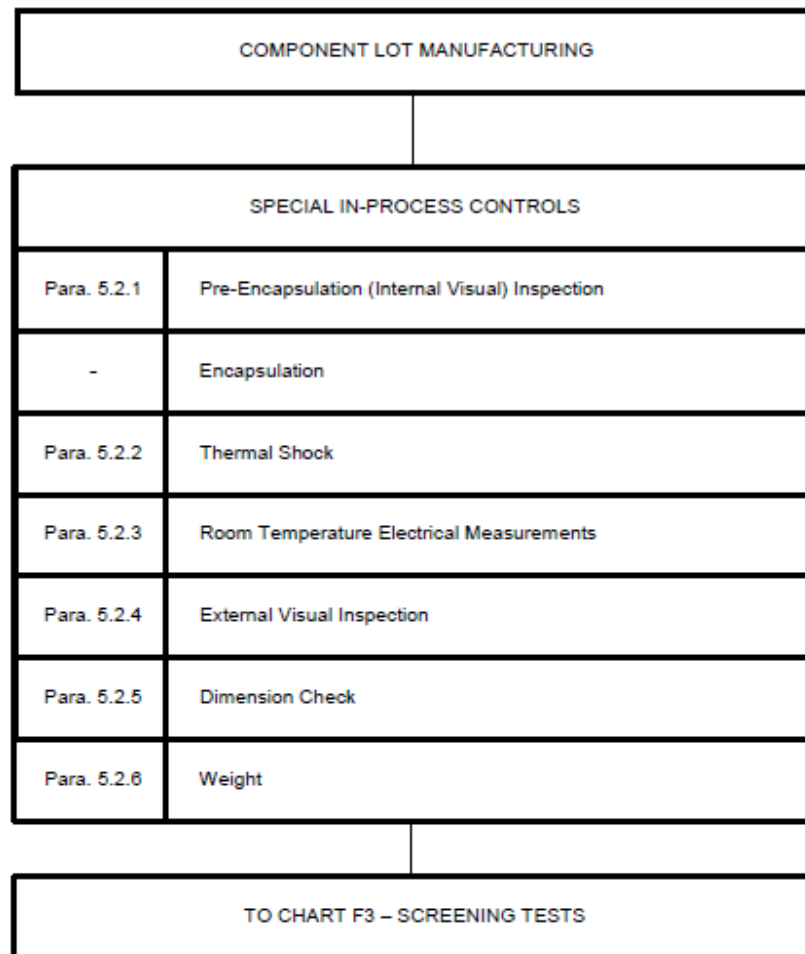 COMPONENT LOT MANUFACTURING
SPECIAL IN-PROCESS CONTROLS
Para. 5.2.1 Pre-Encapsulation (Internal Visual) Inspection
- Encapsulation
Para. 5.2.2 Thermal Shock
Para. 5.2.3 Room Temperature Electrical Measurements
Para. 5.2.4 External Visual Inspection
Para. 5.2.5 Dimension Check
Para. 5.2.6 Weight
TO CHART F3 – SCREENING TESTS